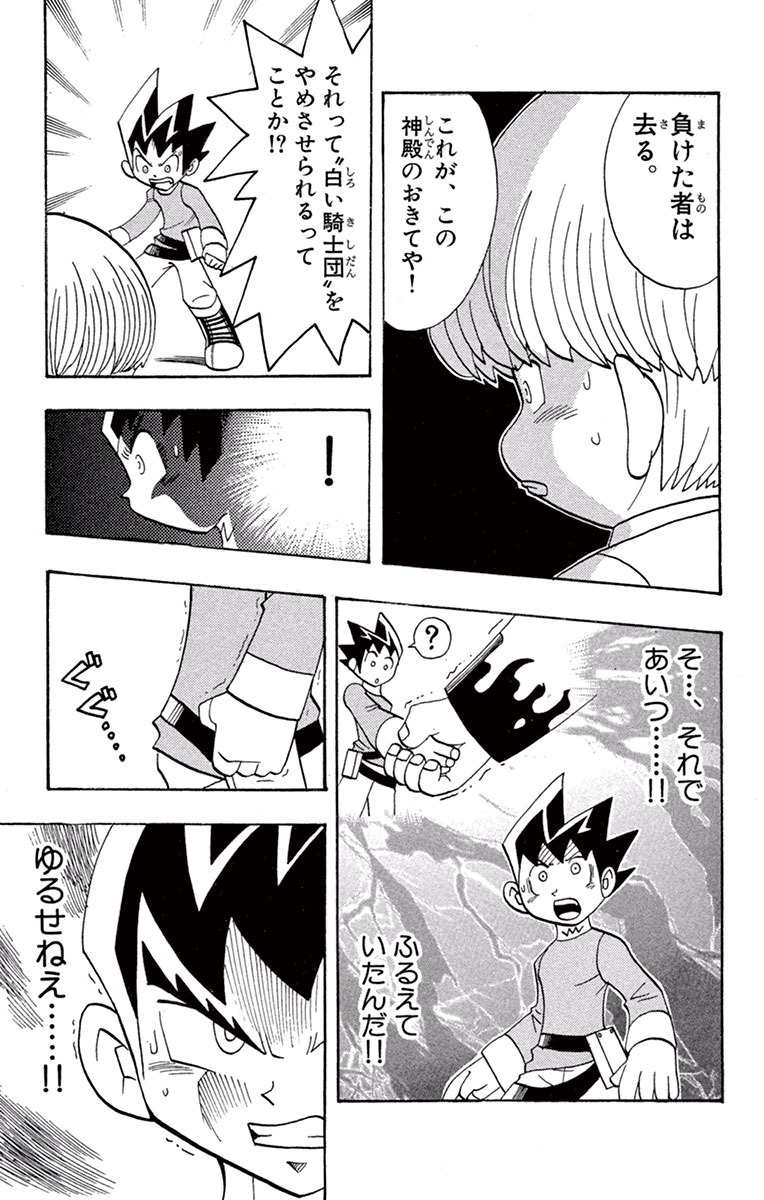 負けた者は
去る。
これが、この
神殿のおきてや!
それって〝白い騎士団〟を
やめさせられるって
ことか!?
!
そ…、それで
あいつ……!!
?
ふるえて
いたんだ!!
ぐぐ…
ゆるせねえ……!!